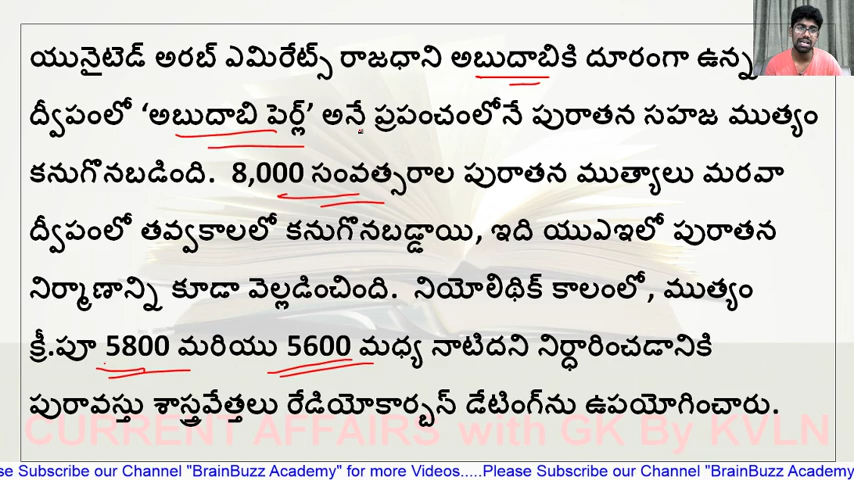 యునైటెడ్ అరబ్ ఎమిరేట్స్ రాజధాని అబుదాబికి దూరంగా ఉన్న
ద్వీపంలో ‘అబుదాబి పెర్ల్’ అనే ప్రపంచంలోనే పురాతన సహజ ముత్యం
కనుగొనబడింది. 8,000 సంవత్సరాల పురాతన ముత్యాలు మరవా
ద్వీపంలో తవ్వకాలలో కనుగొనబడ్డాయి, ఇది యుఎఇలో పురాతన
నిర్మాణాన్ని కూడా వెల్లడించింది. నియోలిథిక్ కాలంలో, ముత్యం
క్రీ.పూ 5800 మరియు 5600 మధ్య నాటిదని నిర్ధారించడానికి
పురావస్తు శాస్త్రవేత్తలు రేడియోకార్బన్ డేటింగ్‌ను ఉపయోగించారు.
CURRENT AFFAIRS with GK By KVLN
se Subscribe our Channel "BrainBuzz Academy" for more Videos.....Please Subscribe our Channel "BrainBuzz Academy